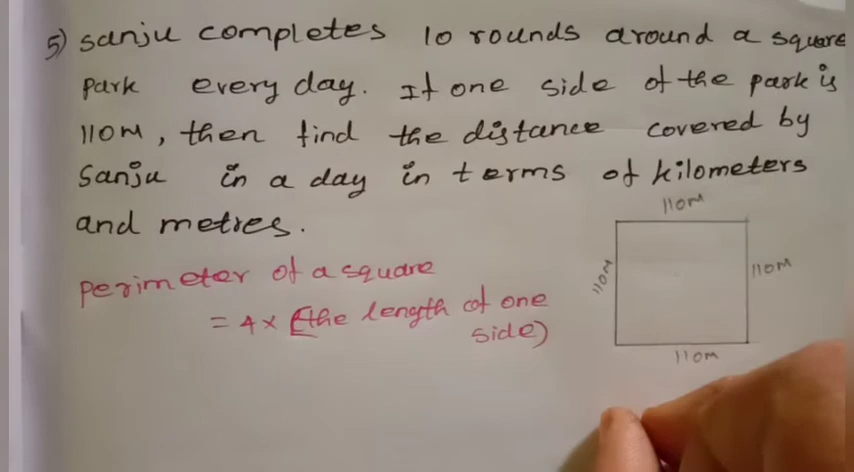 5) Sanju completes 10 rounds around a square
park every day. If one side of the park is
110M, then find the distance covered by
Sanju in a day in terms of kilometers
and metres.
110M
110M
110M
110M
Perimeter of a square
= 4 × (the length of one
side)